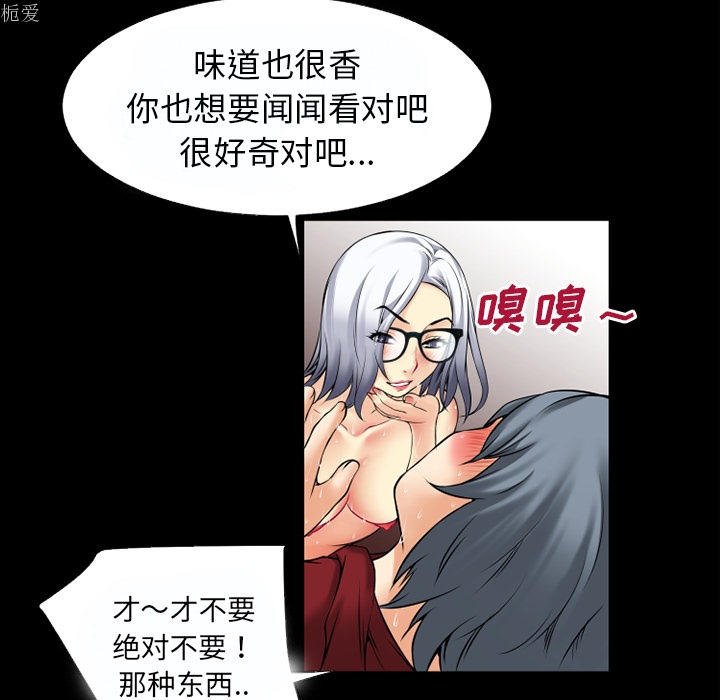 栀爱
味道也很香
你也想要闻闻看对吧
很好奇对吧...
嗅嗅~
才～才不要
绝对不要！
那种东西..